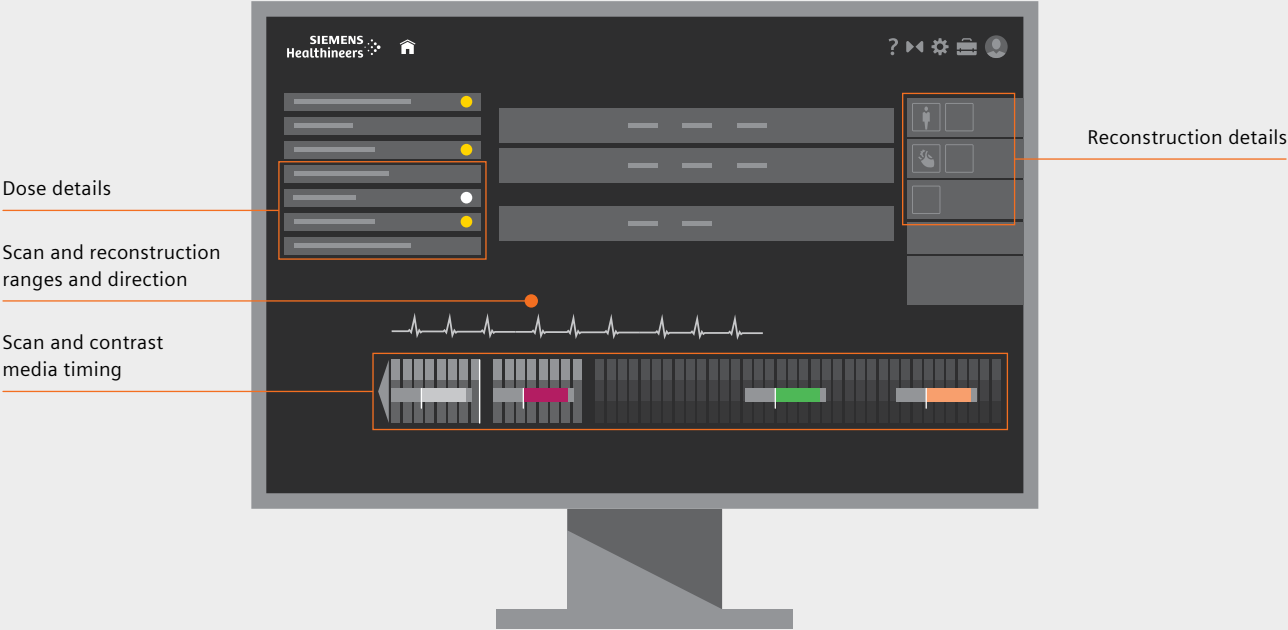 SIEMENS
Healthineers
?
Reconstruction details
Dose details
Scan and reconstruction
ranges and direction
Scan and contrast
media timing